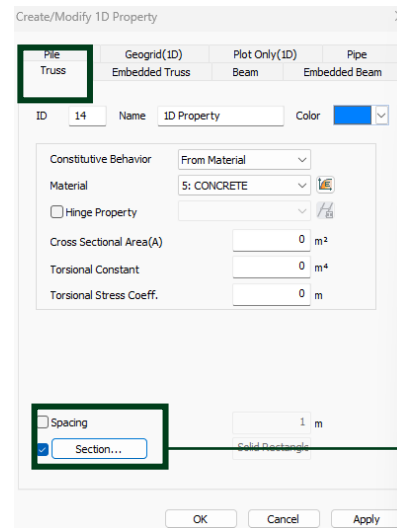 Create/Modify 1D Property
Pile Geogrid(1D) Plot Only(1D) Pipe
Truss Embedded Truss Beam Embedded Beam
ID 14 Name 1D Property Color
Constitutive Behavior From Material
Material 5: CONCRETE
Hinge Property
Cross Sectional Area(A) 0 m²
Torsional Constant 0 m⁴
Torsional Stress Coeff. 0 m
Spacing 1 m
Section... Solid Rectangle
OK Cancel Apply